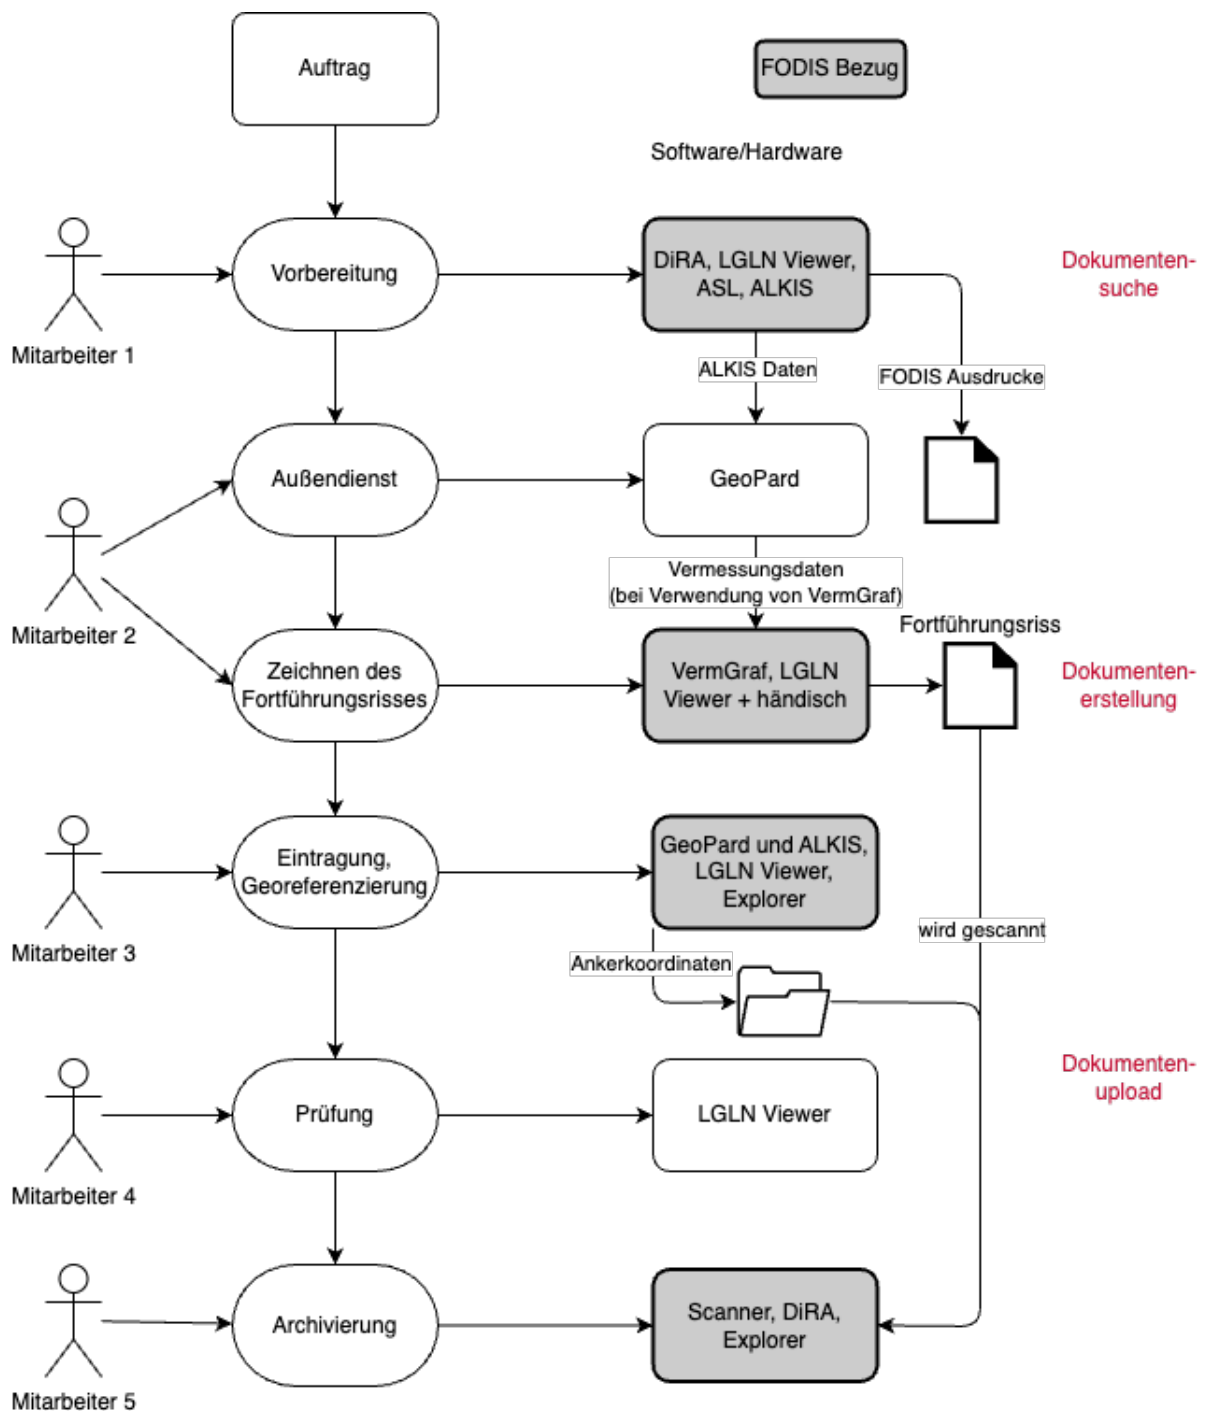 Auftrag
FODIS Bezug
Software/Hardware
Mitarbeiter 1
Vorbereitung
DiRA, LGLN Viewer,
ASL, ALKIS
Dokumenten-
suche
ALKIS Daten
FODIS Ausdrucke
Mitarbeiter 2
Außendienst
GeoPard
Vermessungsdaten
(bei Verwendung von VermGraf)
Zeichnen des
Fortführungsrisses
VermGraf, LGLN
Viewer + händisch
Fortführungsriss
Dokumenten-
erstellung
Mitarbeiter 3
Eintragung,
Georeferenzierung
GeoPard und ALKIS,
LGLN Viewer,
Explorer
wird gescannt
Ankerkoordinaten
Mitarbeiter 4
Prüfung
LGLN Viewer
Dokumenten-
upload
Mitarbeiter 5
Archivierung
Scanner, DiRA,
Explorer